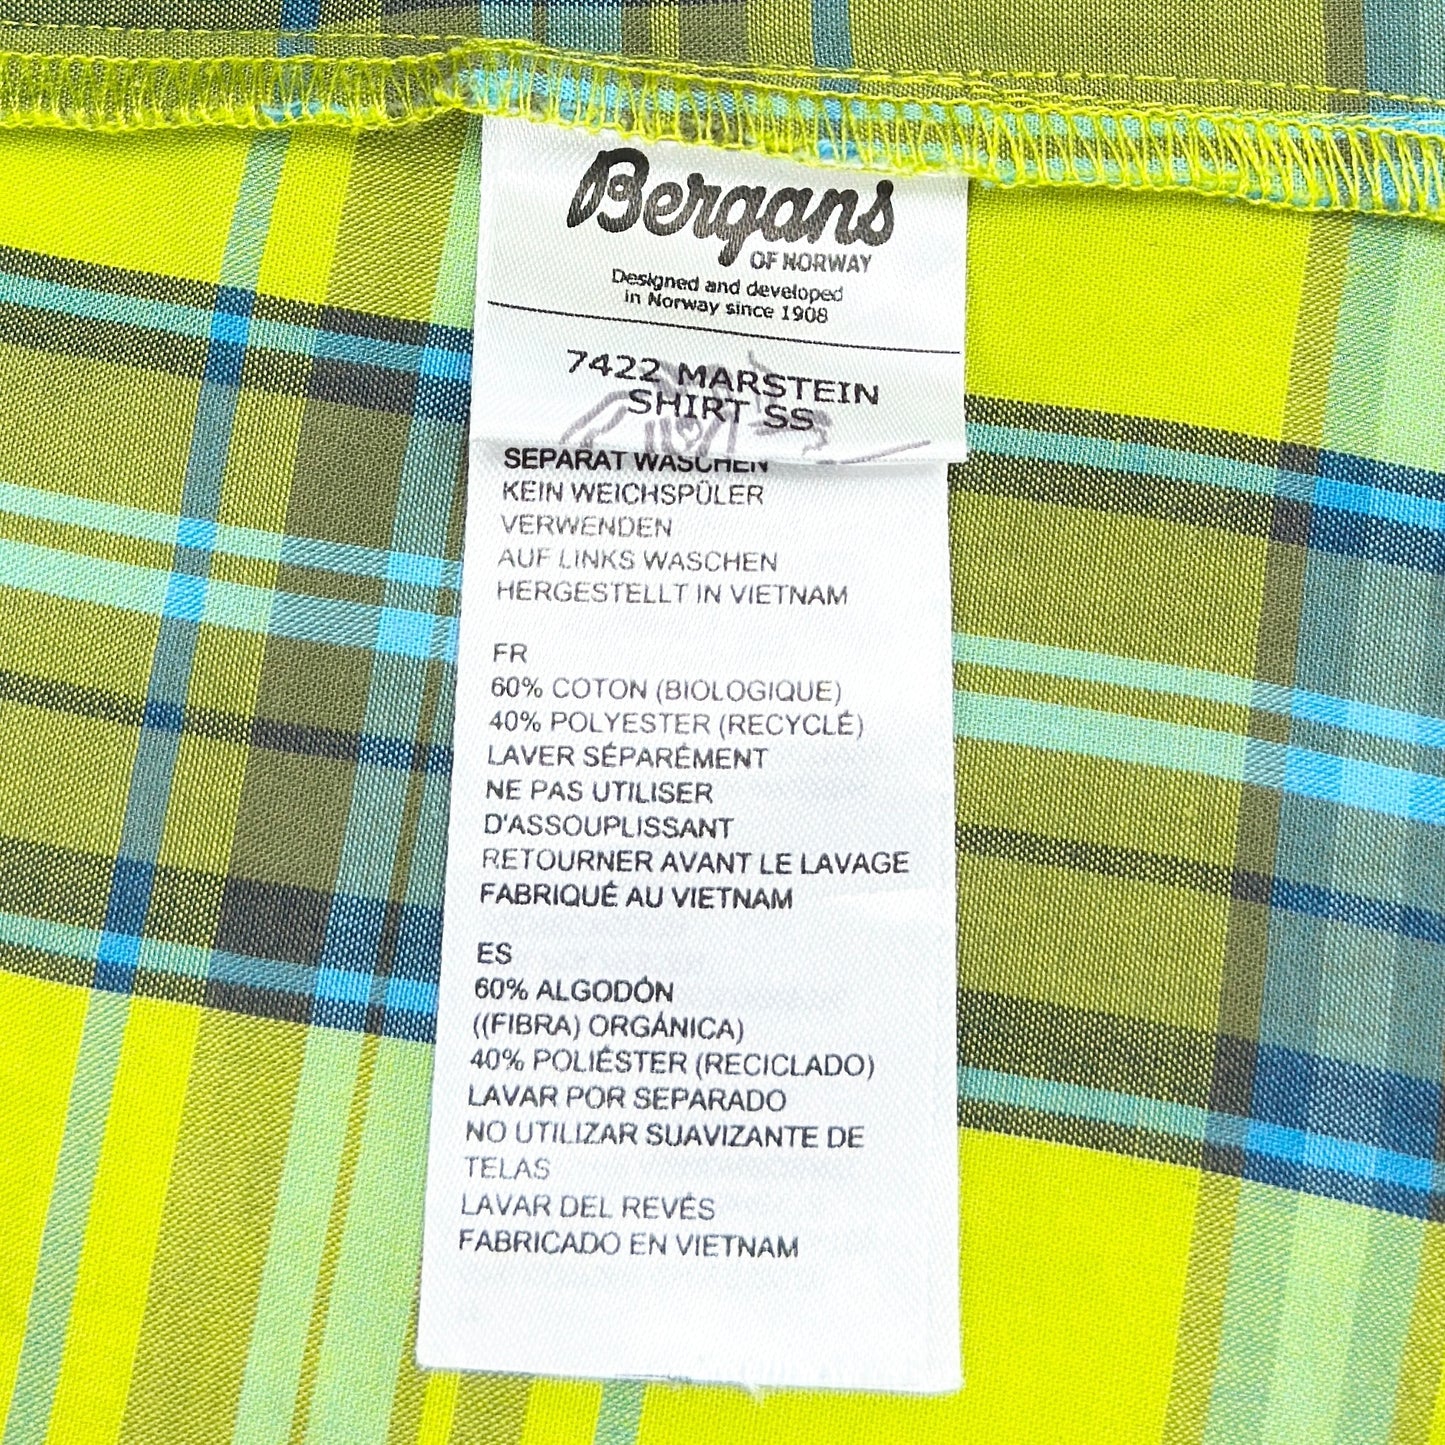 Bergans
OF NORWAY
Designed and developed
in Norway since 1908
7422 MARSTEIN
SHIRT SS
SEPARAT WASCHEN
KEIN WEICHSPÜLER
VERWENDEN
AUF LINKS WASCHEN
HERGESTELLT IN VIETNAM
FR
60% COTON (BIOLOGIQUE)
40% POLYESTER (RECYCLÉ)
LAVER SÉPARÉMENT
NE PAS UTILISER
D'ASSOUPLISSANT
RETOURNER AVANT LE LAVAGE
FABRIQUÉ AU VIETNAM
ES
60% ALGODÓN
((FIBRA) ORGÁNICA)
40% POLIÉSTER (RECICLADO)
LAVAR POR SEPARADO
NO UTILIZAR SUAVIZANTE DE
TELAS
LAVAR DEL REVÉS
FABRICADO EN VIETNAM